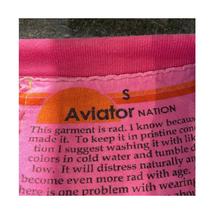 S
Aviator NATION
This garment is rad. I know because
made it. To keep it in pristine con
tion I suggest washing it with lik
colors in cold water and tumble d
low. It will distress naturally an
become even more rad with age.
here is one problem with wearing